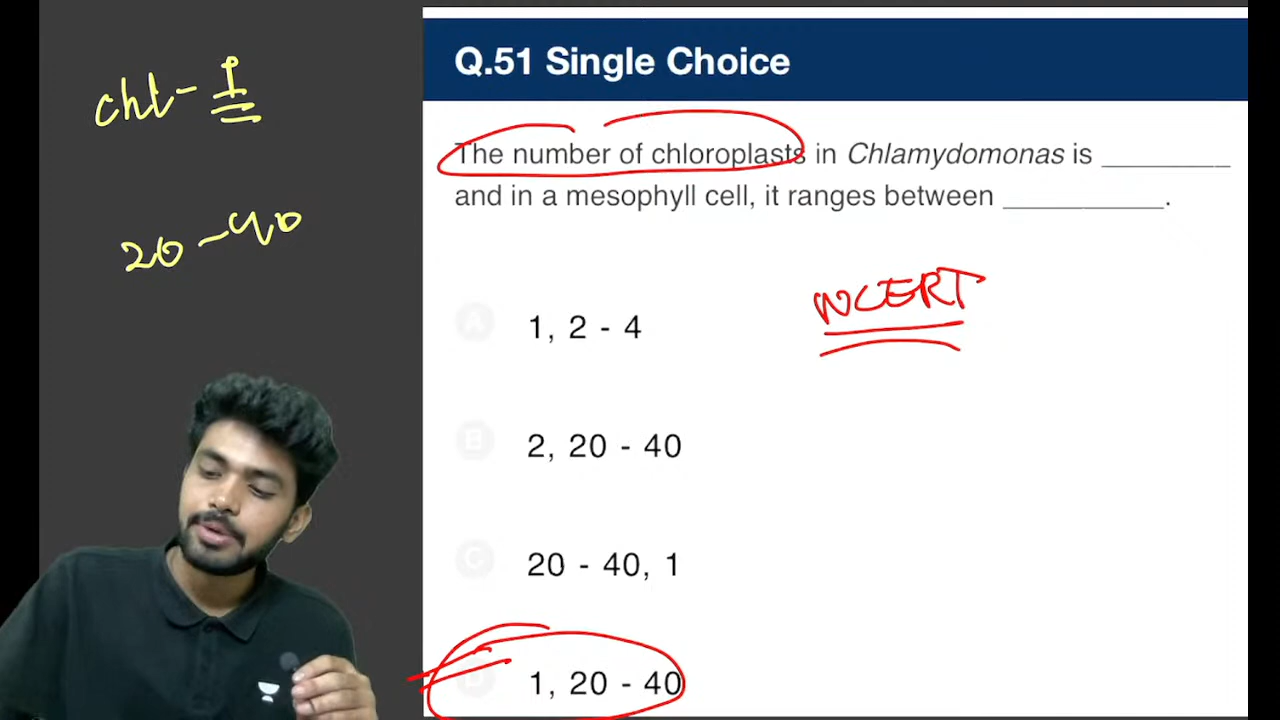 chl - 1
20 - 40
Q.51 Single Choice
The number of chloroplasts in Chlamydomonas is _________
and in a mesophyll cell, it ranges between ___________.
NCERT
A 1, 2 - 4
B 2, 20 - 40
C 20 - 40, 1
D 1, 20 - 40